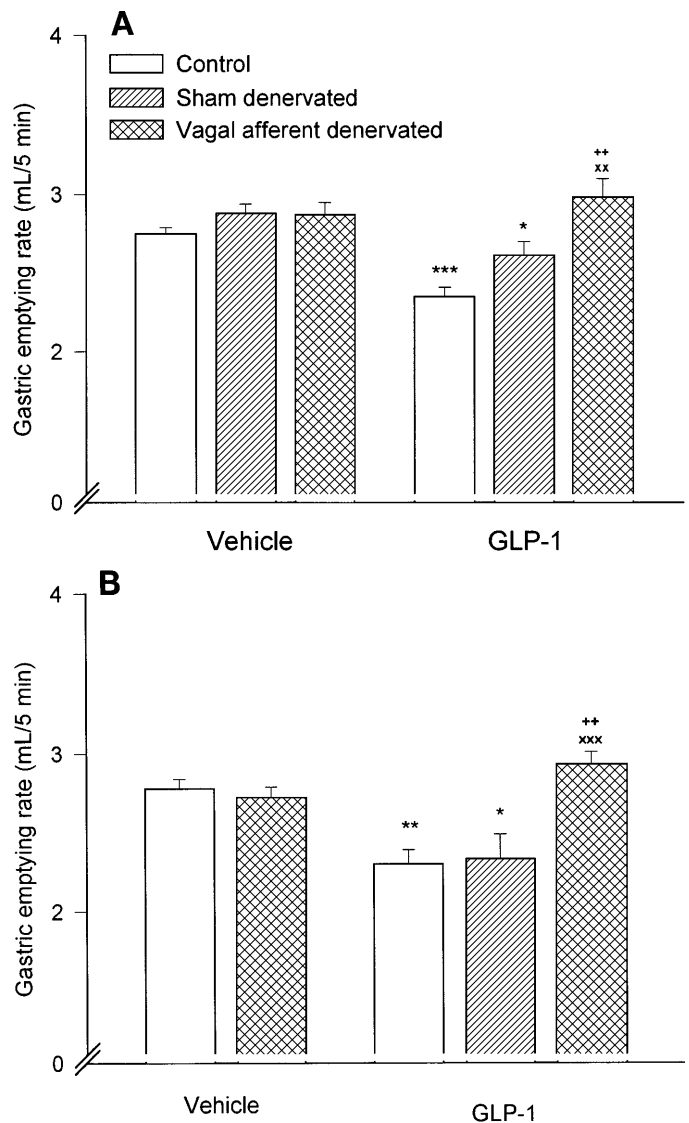 A
4
Control
Sham denervated
Vagal afferent denervated
++
xx
3
*
***
2
0
Gastric emptying rate (mL/5 min)
Vehicle GLP-1
B
4
++
xxx
3
** *
2
0
Gastric emptying rate (mL/5 min)
Vehicle GLP-1